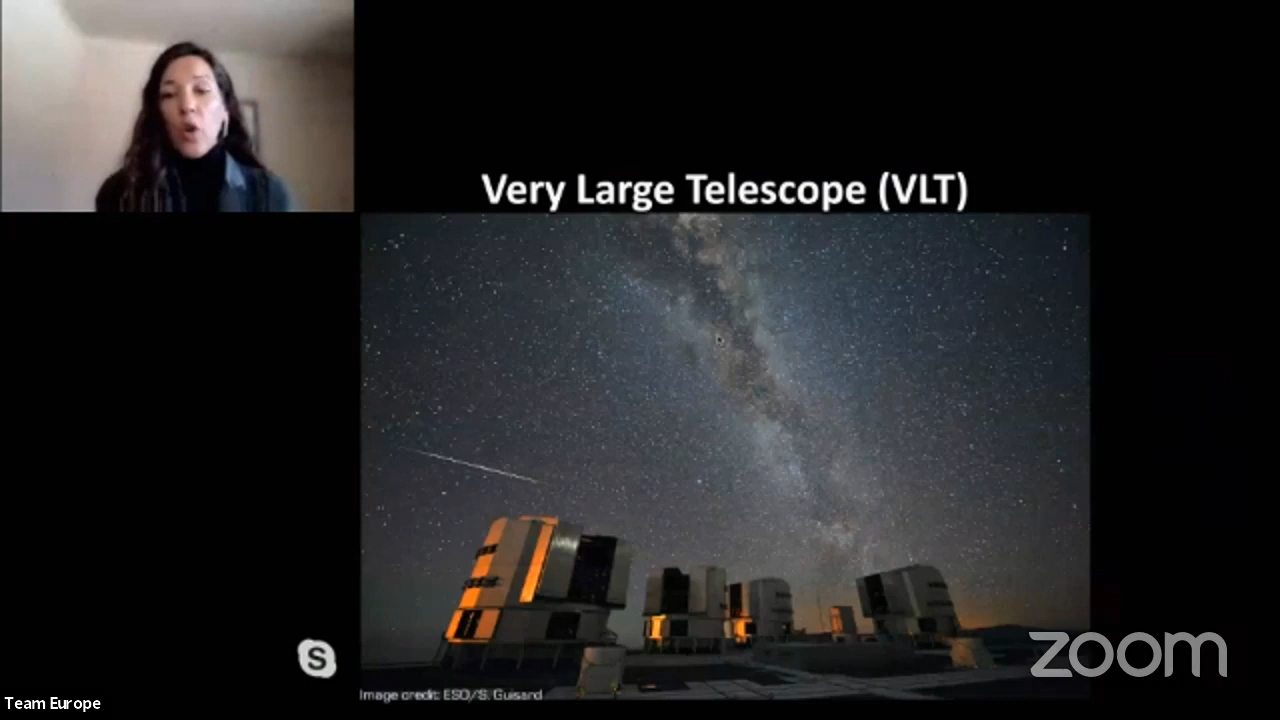 Very Large Telescope (VLT)
S
zoom
Image credit: ESO/S. Guisard
Team Europe